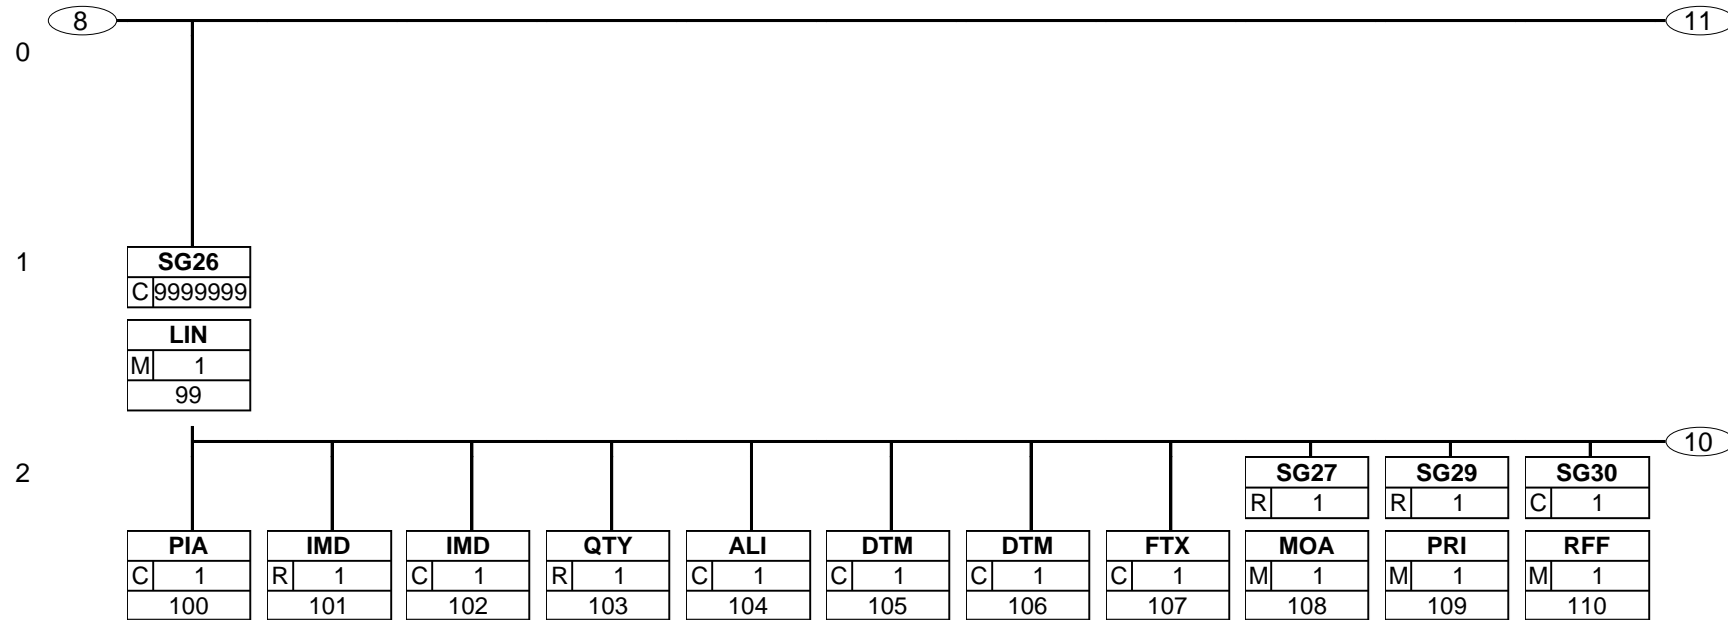 8 11
0
1
SG26
C 9999999
LIN
M 1
99
10
2
SG27 SG29 SG30
R 1 R 1 C 1
PIA IMD IMD QTY ALI DTM DTM FTX MOA PRI RFF
C 1 R 1 C 1 R 1 C 1 C 1 C 1 C 1 M 1 M 1 M 1
100 101 102 103 104 105 106 107 108 109 110